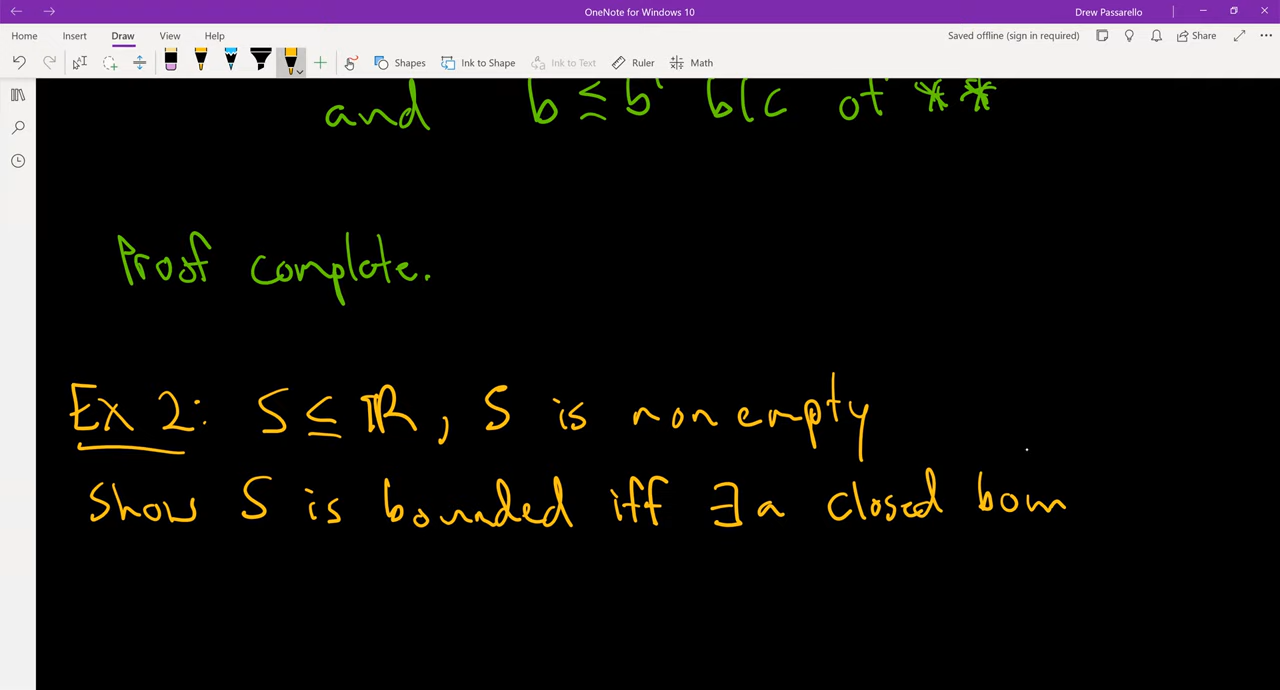 OneNote for Windows 10
Drew Passarello
Home Insert Draw View Help
Saved offline (sign in required)
Share
Shapes Ink to Shape Ink to Text Ruler Math
and b ≤ b' b/c of **
Proof complete.
Ex 2: S ⊆ ℝ, S is nonempty
Show S is bounded iff ∃ a closed boun